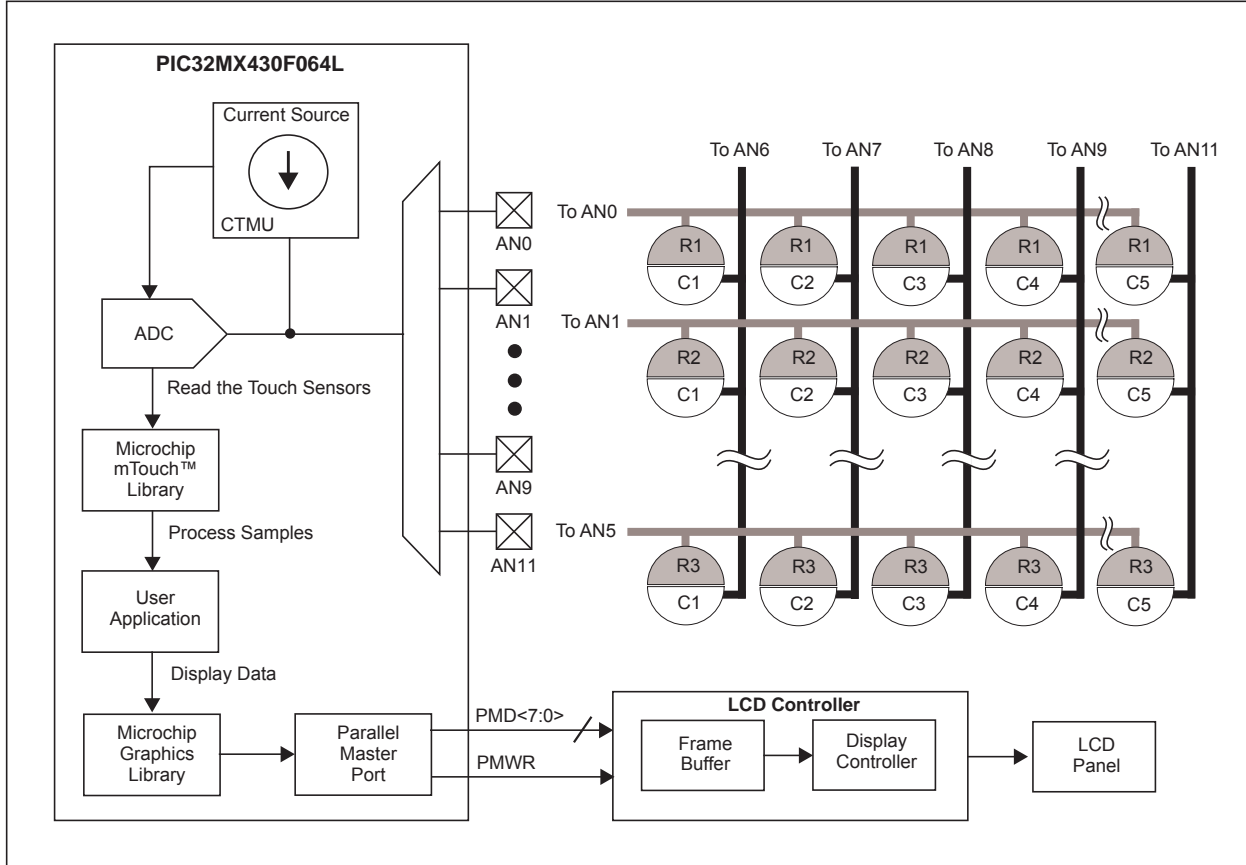 PIC32MX430F064L
Current Source
CTMU
ADC
Read the Touch Sensors
Microchip
mTouch™
Library
Process Samples
User
Application
Display Data
Microchip
Graphics
Library
Parallel
Master
Port
AN0
AN1
AN9
AN11
To AN6
To AN7
To AN8
To AN9
To AN11
To AN0
R1
R1
R1
R1
R1
C1
C2
C3
C4
C5
To AN1
R2
R2
R2
R2
R2
C1
C2
C3
C4
C5
To AN5
R3
R3
R3
R3
R3
C1
C2
C3
C4
C5
PMD<7:0>
PMWR
LCD Controller
Frame
Buffer
Display
Controller
LCD
Panel